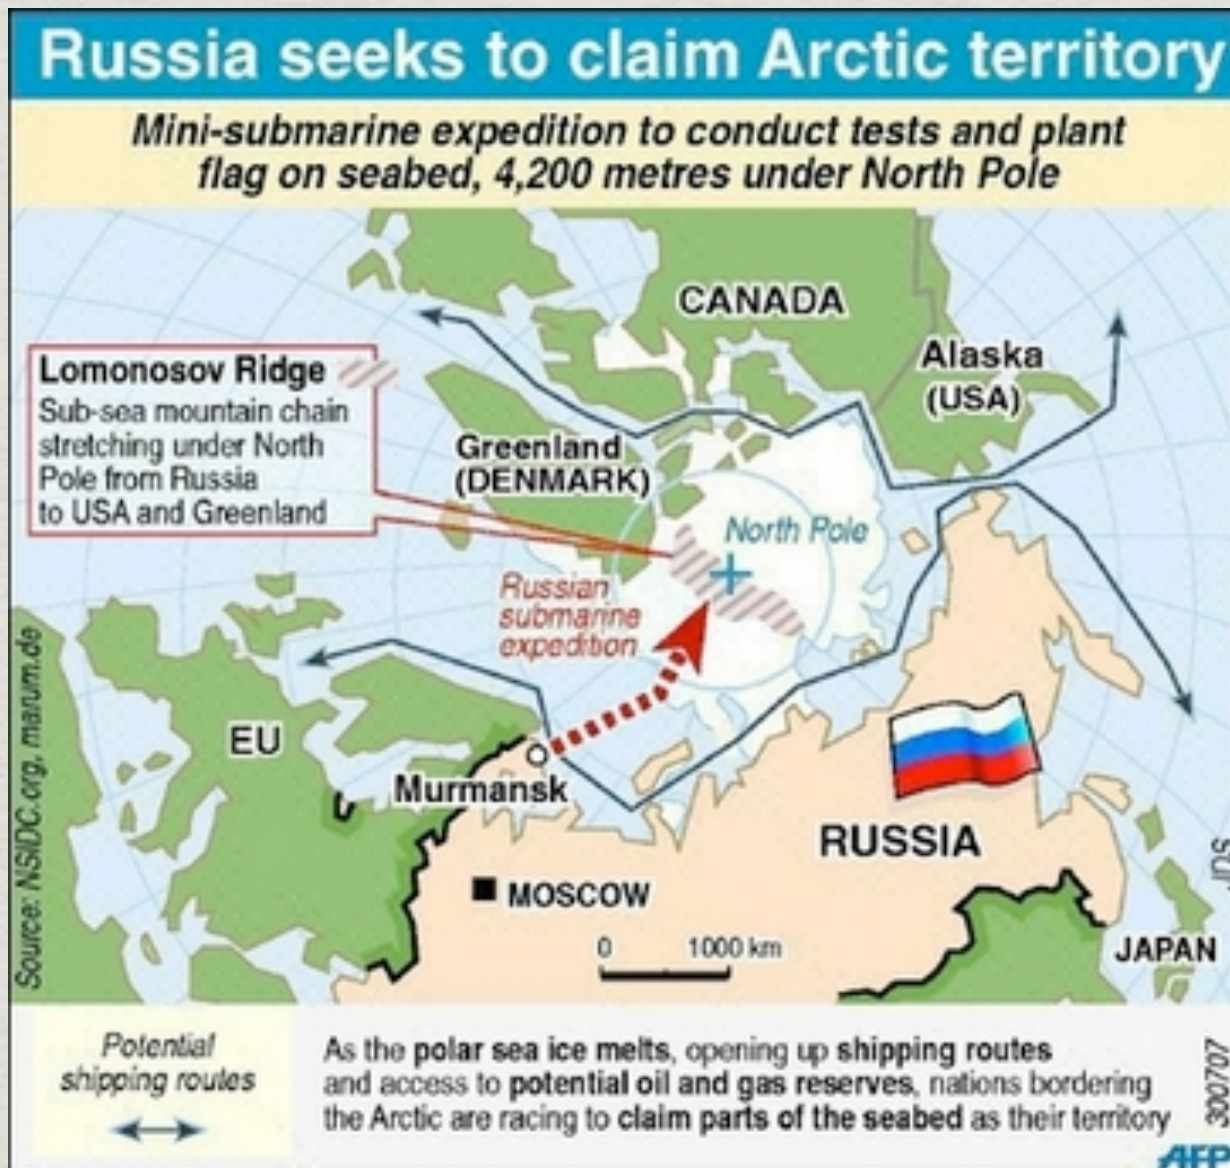 Russia seeks to claim Arctic territory
Mini-submarine expedition to conduct tests and plant
flag on seabed, 4,200 metres under North Pole
CANADA
Alaska
(USA)
Lomonosov Ridge
Sub-sea mountain chain
stretching under North
Pole from Russia
to USA and Greenland
Greenland
(DENMARK)
North Pole
Russian
submarine
expedition
EU
Murmansk
RUSSIA
MOSCOW
0 1000 km
JAPAN
Source: NSIDC.org, marum.de
Potential
shipping routes
As the polar sea ice melts, opening up shipping routes
and access to potential oil and gas reserves, nations bordering
the Arctic are racing to claim parts of the seabed as their territory
300707
AFP